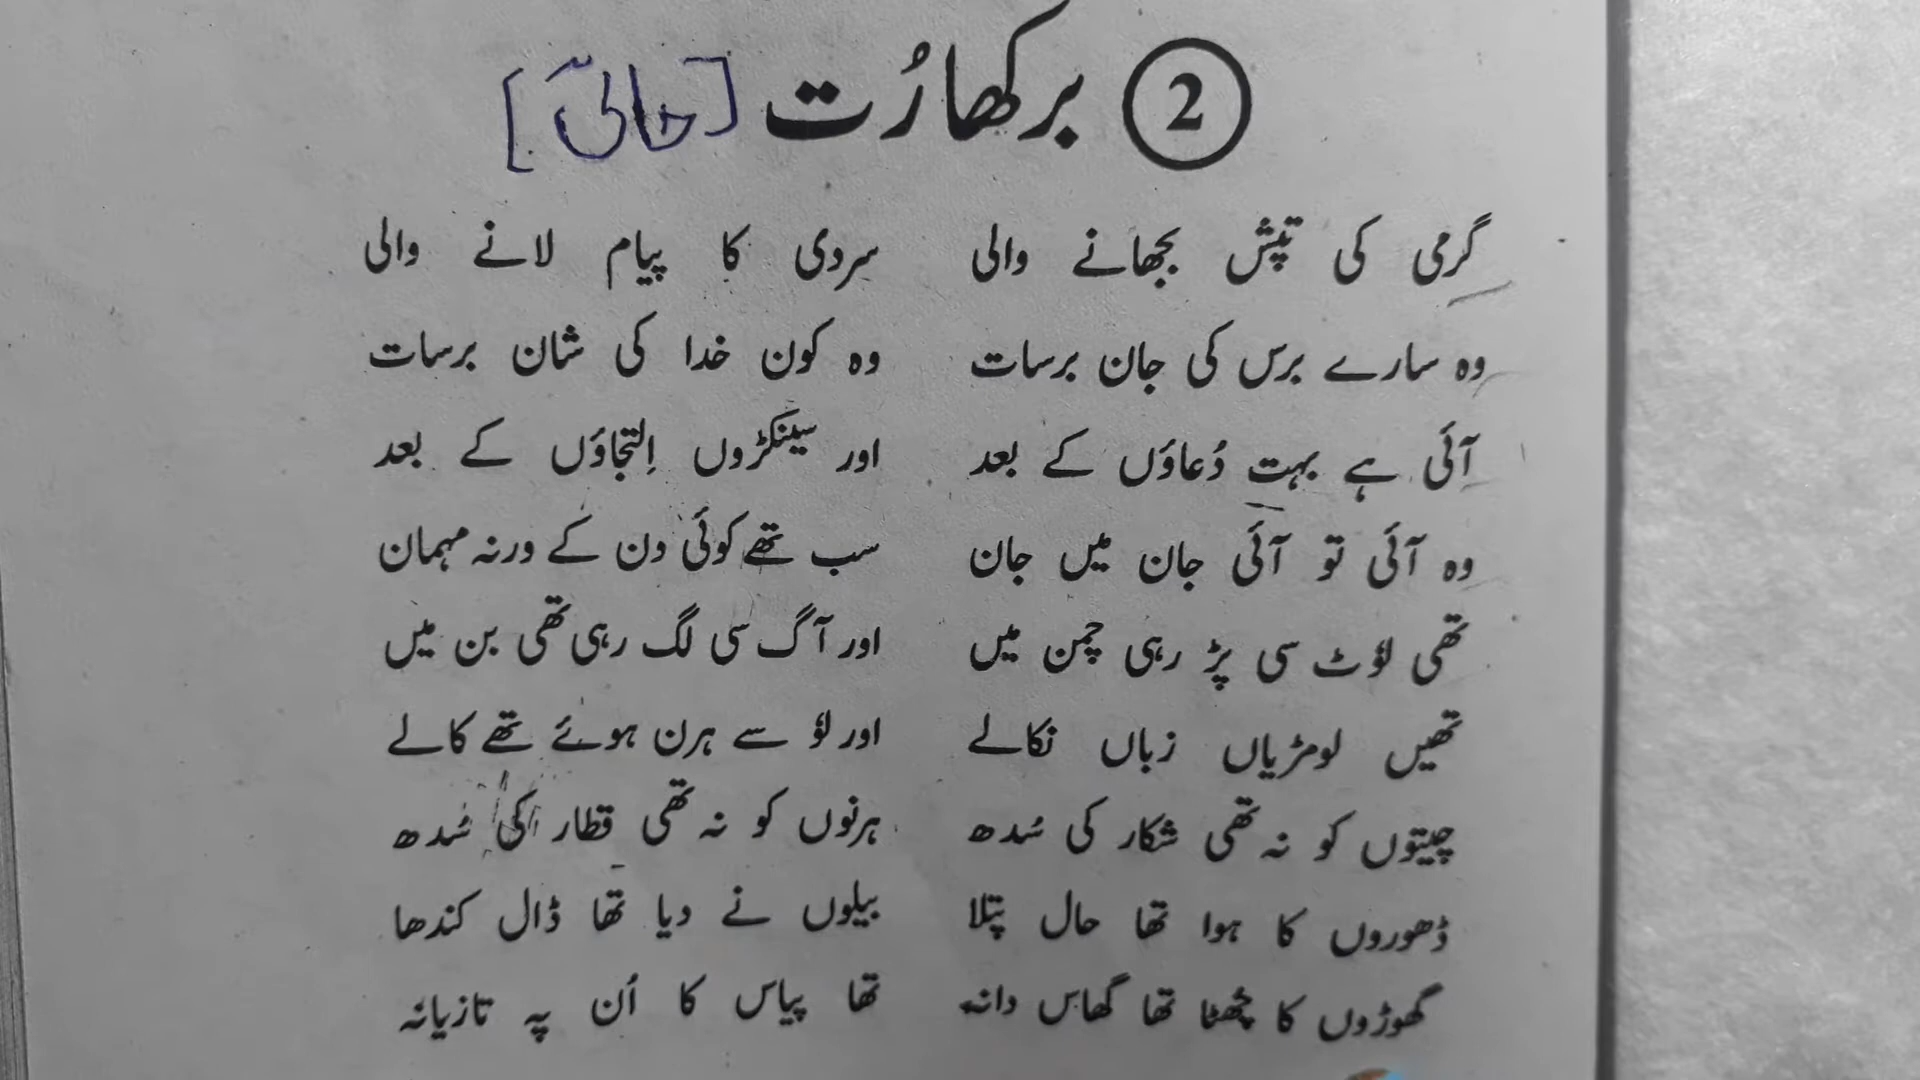 2 برکھا رُت [حالیؔ]
گرمی کی تپش بجھانے والی سردی کا پیام لانے والی
وہ سارے برس کی جان برسات وہ کون خدا کی شان برسات
آئی ہے بہت دُعاؤں کے بعد اور سینکڑوں اِلتجاؤں کے بعد
وہ آئی تو آئی جان میں جان سب تھے کوئی دن کے ورنہ مہمان
تھی لوٗٹ سی پڑ رہی چمن میں اور آگ سی لگ رہی تھی بن میں
تھیں لومڑیاں زباں نکالے اور لوٗ سے ہرن ہوئے تھے کالے
چیتوں کو نہ تھی شکار کی سُدھ ہرنوں کو نہ تھی قطار کی سُدھ
ڈھوروں کا ہوا تھا حال پتلا بیلوں نے دیا تھا ڈال کندھا
گھوڑوں کا چُھٹا تھا گھاس دانہ تھا پیاس کا اُن پہ تازیانہ